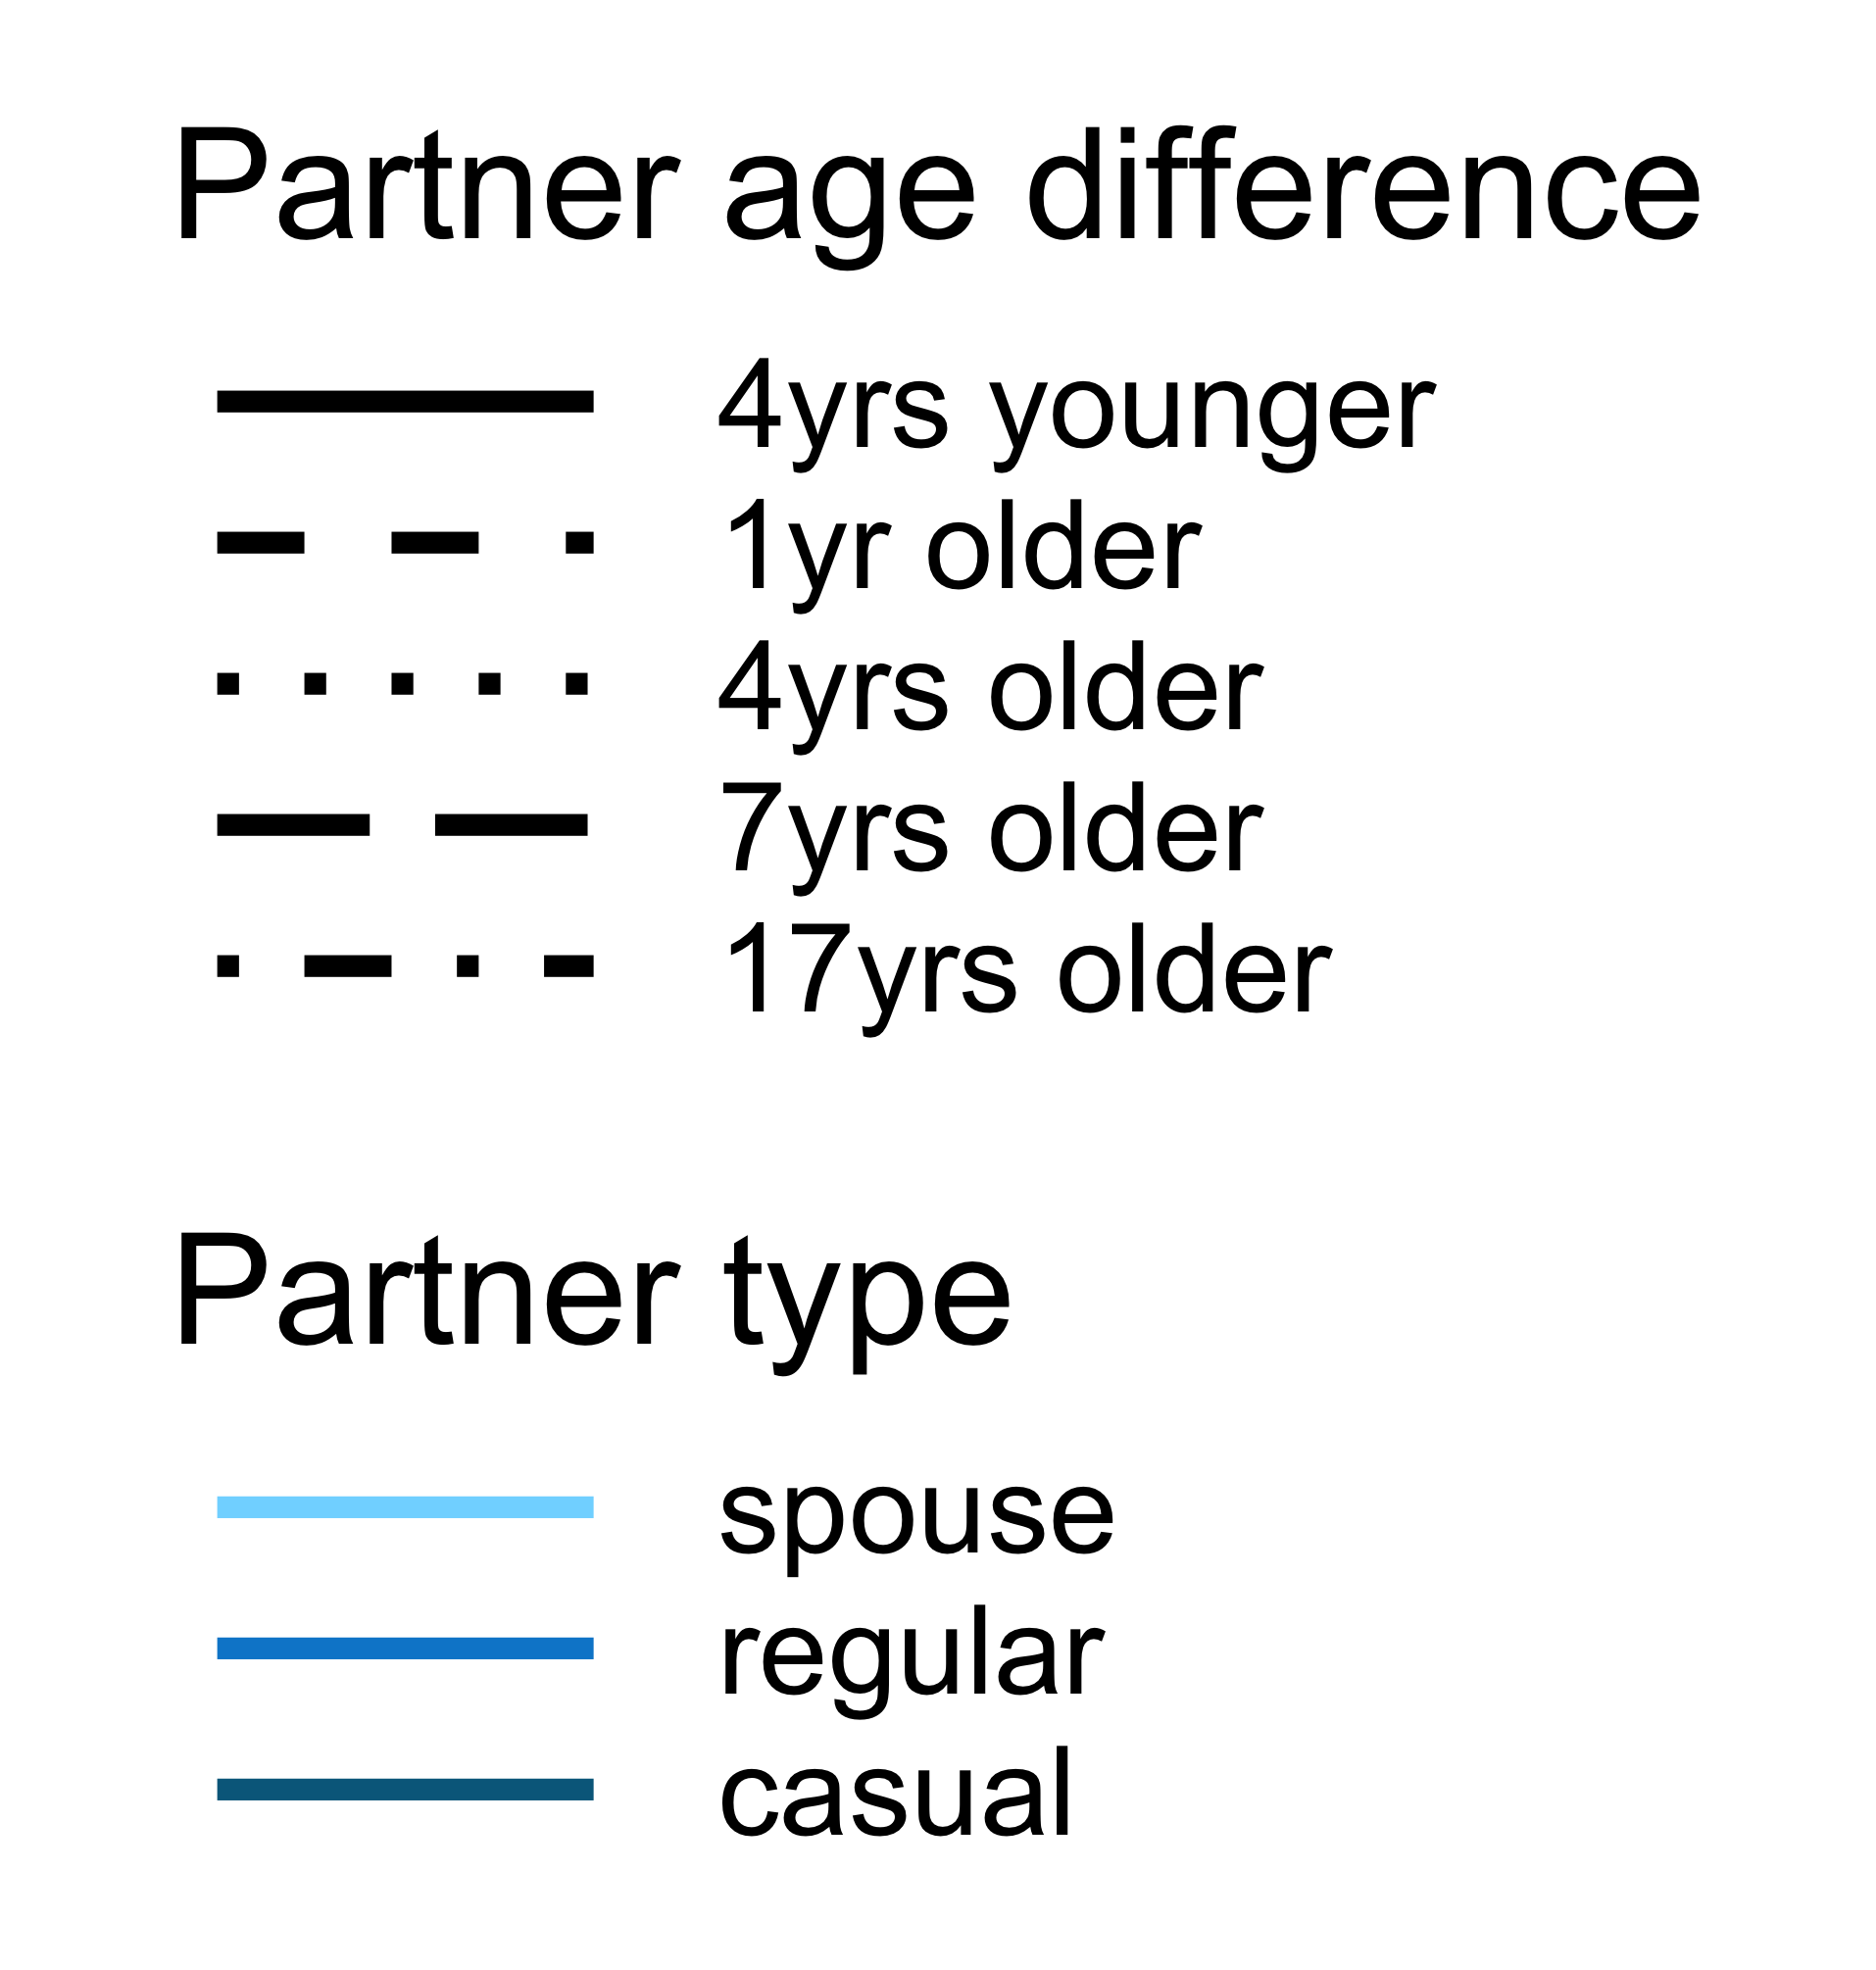 Partner age difference
4yrs younger
1yr older
4yrs older
7yrs older
17yrs older
Partner type
spouse
regular
casual